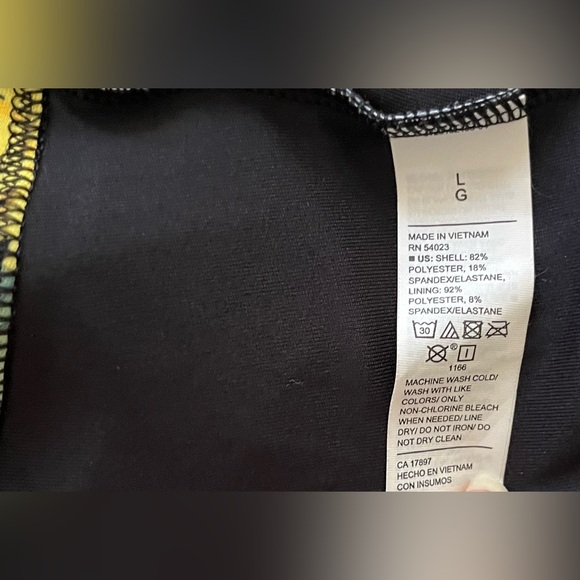 L
G
MADE IN VIETNAM
RN 54023
US: SHELL: 82%
POLYESTER, 18%
SPANDEX/ELASTANE,
LINING: 92%
POLYESTER, 8%
SPANDEX/ELASTANE
30
®
1166
MACHINE WASH COLD/
WASH WITH LIKE
COLORS/ ONLY
NON-CHLORINE BLEACH
WHEN NEEDED/ LINE
DRY/ DO NOT IRON/ DO
NOT DRY CLEAN
CA 17897
HECHO EN VIETNAM
CON INSUMOS